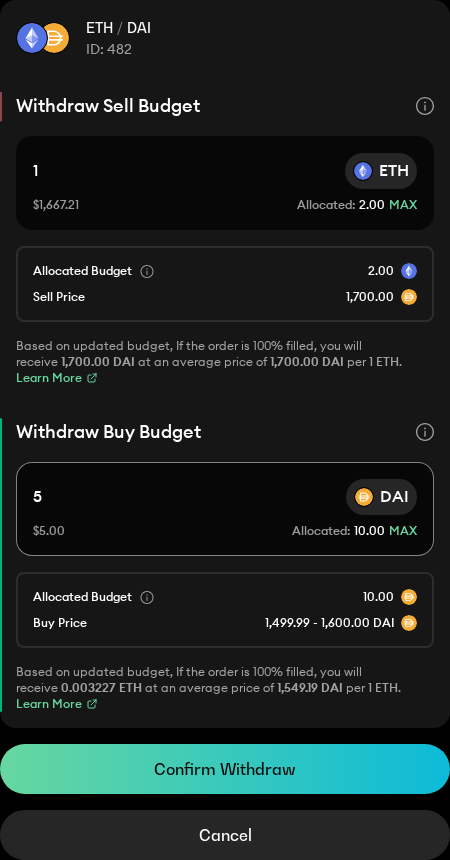 ETH / DAI
ID: 482
Withdraw Sell Budget
1
ETH
$1,667.21
Allocated: 2.00 MAX
Allocated Budget
2.00
Sell Price
1,700.00
Based on updated budget, If the order is 100% filled, you will
receive 1,700.00 DAI at an average price of 1,700.00 DAI per 1 ETH.
Learn More
Withdraw Buy Budget
5
DAI
$5.00
Allocated: 10.00 MAX
Allocated Budget
10.00
Buy Price
1,499.99 - 1,600.00 DAI
Based on updated budget, If the order is 100% filled, you will
receive 0.003227 ETH at an average price of 1,549.19 DAI per 1 ETH.
Learn More
Confirm Withdraw
Cancel